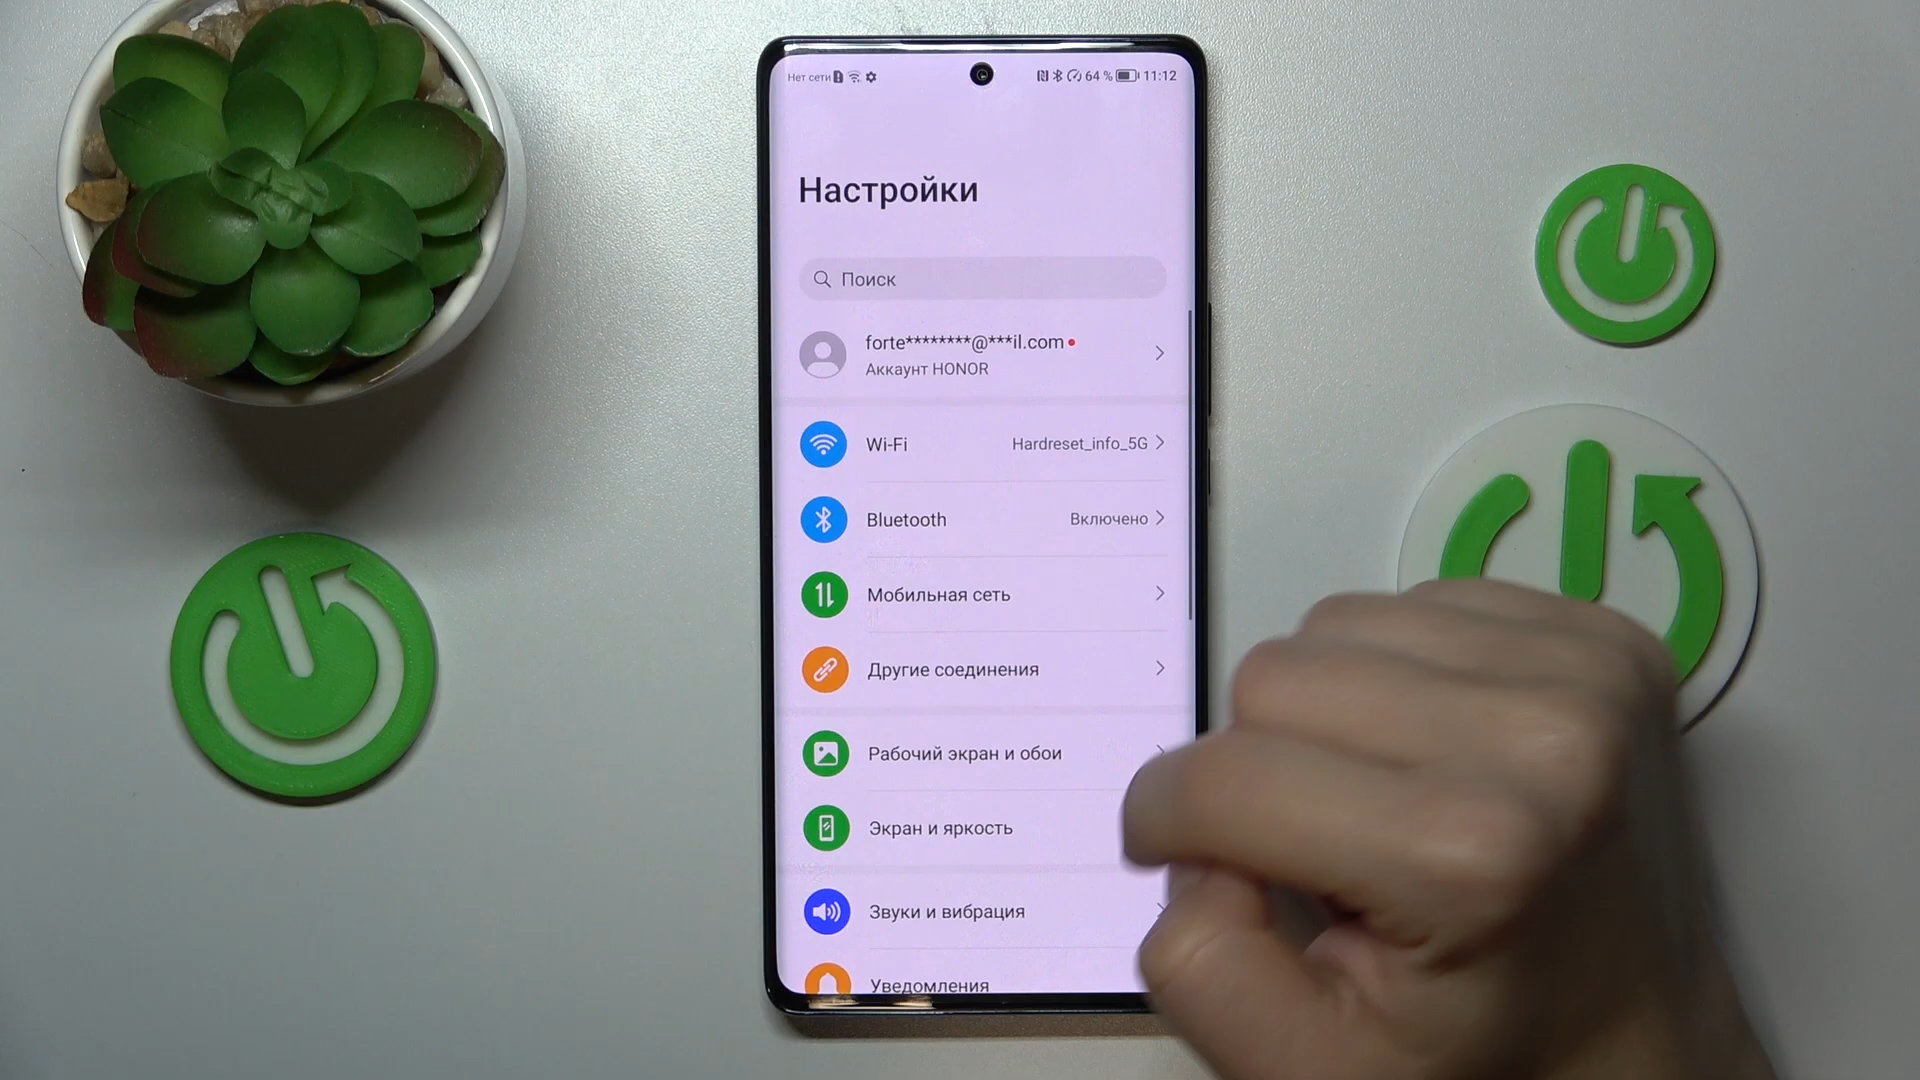 Нет сети 64 % 11:12
Настройки
Поиск
forte********@***il.com
Аккаунт HONOR
Wi-Fi Hardreset_info_5G
Bluetooth Включено
Мобильная сеть
Другие соединения
Рабочий экран и обои
Экран и яркость
Звуки и вибрация
Уведомления